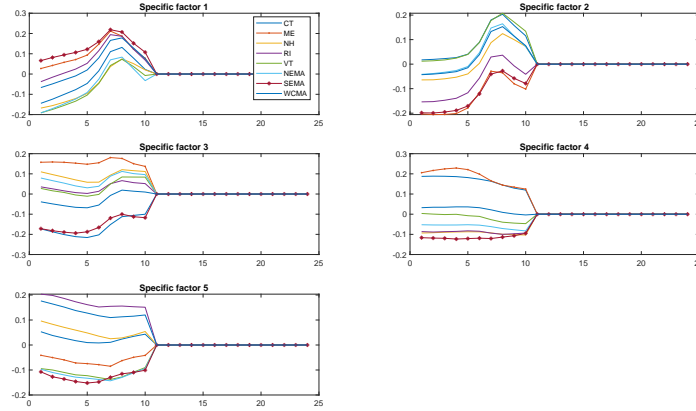 Specific factor 1
0.3
0.2
0.1
0
-0.1
-0.2
0 5 10 15 20 25
CT
ME
NH
RI
VT
NEMA
SEMA
WCMA
Specific factor 2
0.2
0.1
0
-0.1
-0.2
0 5 10 15 20 25
Specific factor 3
0.2
0.1
0
-0.1
-0.2
-0.3
0 5 10 15 20 25
Specific factor 4
0.3
0.2
0.1
0
-0.1
-0.2
0 5 10 15 20
Specific factor 5
0.2
0.1
0
-0.1
-0.2
0 5 10 15 20 25